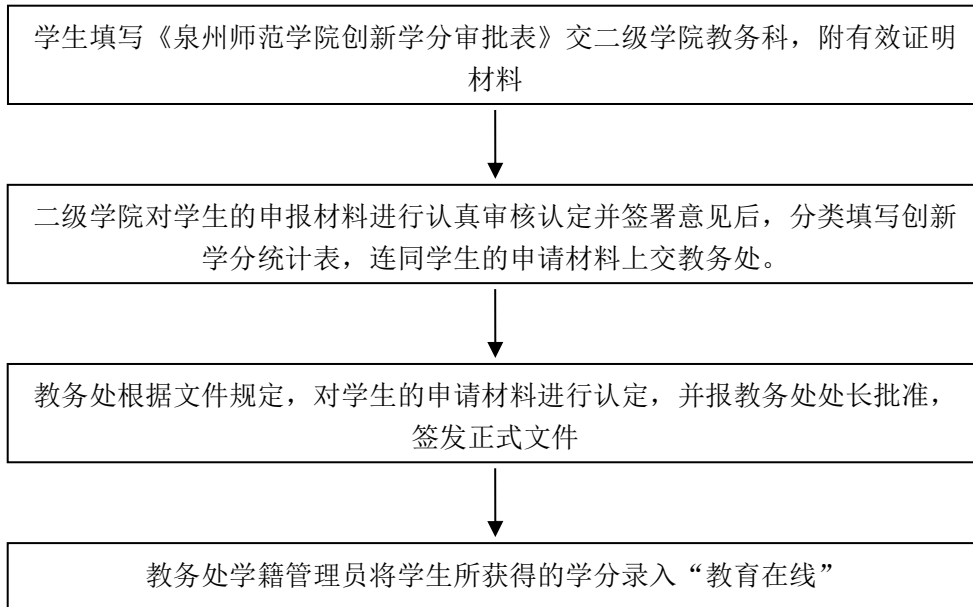 学生填写《泉州师范学院创新学分审批表》交二级学院教务科，附有效证明
材料
二级学院对学生的申报材料进行认真审核认定并签署意见后，分类填写创新
学分统计表，连同学生的申请材料上交教务处。
教务处根据文件规定，对学生的申请材料进行认定，并报教务处处长批准，
签发正式文件
教务处学籍管理员将学生所获得的学分录入“教育在线”